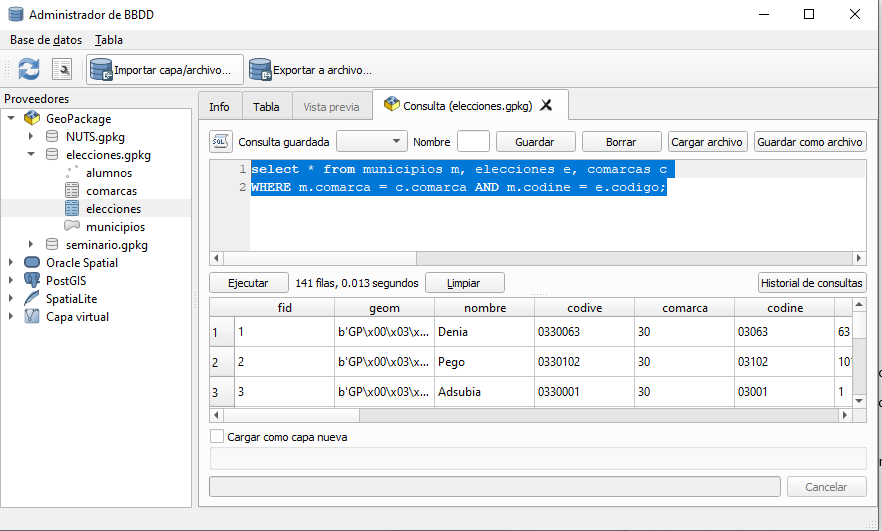 Administrador de BBDD
Base de datos Tabla
Importar capa/archivo... Exportar a archivo...
Proveedores
GeoPackage
NUTS.gpkg
elecciones.gpkg
alumnos
comarcas
elecciones
municipios
seminario.gpkg
Oracle Spatial
PostGIS
SpatiaLite
Capa virtual
Info Tabla Vista previa Consulta (elecciones.gpkg)
SQL Consulta guardada Nombre Guardar Borrar Cargar archivo Guardar como archivo
1 select * from municipios m, elecciones e, comarcas c
2 WHERE m.comarca = c.comarca AND m.codine = e.codigo;
Ejecutar 141 filas, 0.013 segundos Limpiar Historial de consultas
fid geom nombre codive comarca codine
1 1 b'GP\x00\x03\x... Denia 0330063 30 03063 63
2 2 b'GP\x00\x03\x... Pego 0330102 30 03102
3 3 b'GP\x00\x03\x... Adsubia 0330001 30 03001 1
Cargar como capa nueva
Cancelar